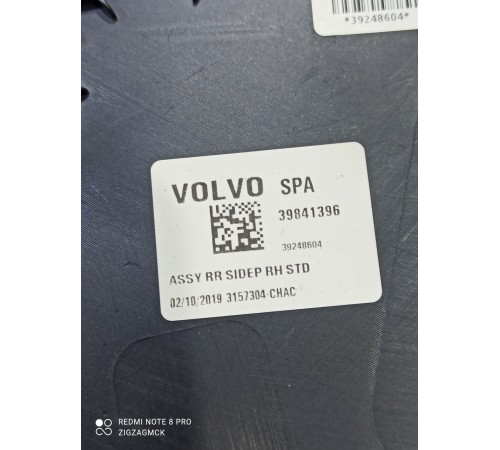 *39248604*
VOLVO SPA
39841396
39248604
ASSY RR SIDEP RH STD
02/10/2019 3157304-CHAC
REDMI NOTE 8 PRO
ZIGZAGMCK